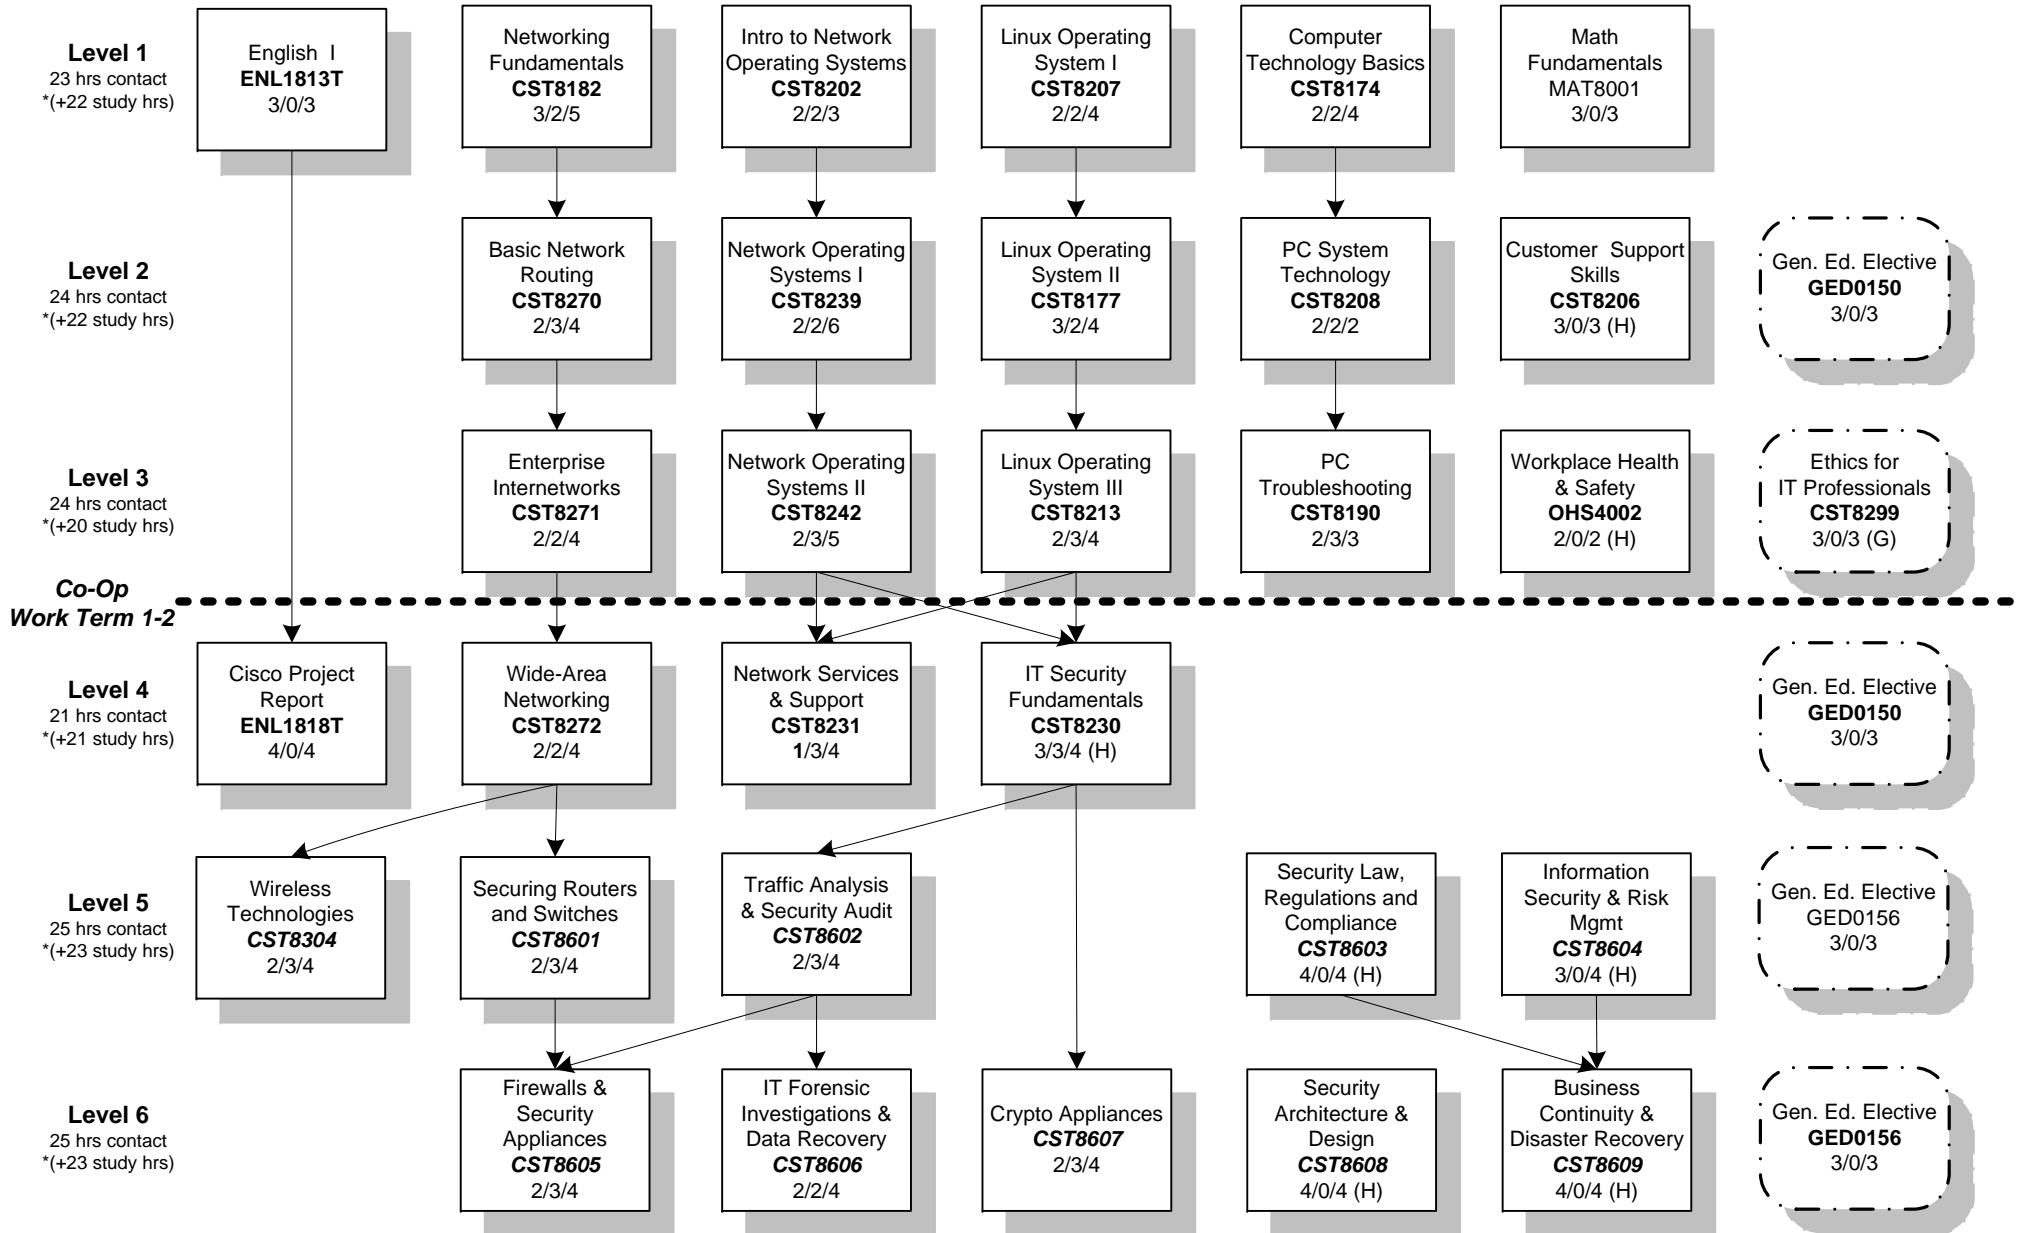 Level 1
23 hrs contact
*(+22 study hrs)
English  I
ENL1813T
3/0/3
Networking
Fundamentals
CST8182
3/2/5
Intro to Network
Operating Systems
CST8202
2/2/3
Linux Operating
System I
CST8207
2/2/4
Computer
Technology Basics
CST8174
2/2/4
Math
Fundamentals
MAT8001
3/0/3
Level 2
24 hrs contact
*(+22 study hrs)
Basic Network
Routing
CST8270
2/3/4
Network Operating
Systems I
CST8239
2/2/6
Linux Operating
System II
CST8177
3/2/4
PC System
Technology
CST8208
2/2/2
Customer  Support
Skills
CST8206
3/0/3 (H)
Gen. Ed. Elective
GED0150
3/0/3
Level 3
24 hrs contact
*(+20 study hrs)
Enterprise
Internetworks
CST8271
2/2/4
Network Operating
Systems II
CST8242
2/3/5
Linux Operating
System III
CST8213
2/3/4
PC
Troubleshooting
CST8190
2/3/3
Workplace Health
& Safety
OHS4002
2/0/2 (H)
Ethics for
IT Professionals
CST8299
3/0/3 (G)
Co-Op
Work Term 1-2
Level 4
21 hrs contact
*(+21 study hrs)
Cisco Project
Report
ENL1818T
4/0/4
Wide-Area
Networking
CST8272
2/2/4
Network Services
& Support
CST8231
1/3/4
IT Security
Fundamentals
CST8230
3/3/4 (H)
Gen. Ed. Elective
GED0150
3/0/3
Level 5
25 hrs contact
*(+23 study hrs)
Wireless
Technologies
CST8304
2/3/4
Securing Routers
and Switches
CST8601
2/3/4
Traffic Analysis
& Security Audit
CST8602
2/3/4
Security Law,
Regulations and
Compliance
CST8603
4/0/4 (H)
Information
Security & Risk
Mgmt
CST8604
3/0/4 (H)
Gen. Ed. Elective
GED0156
3/0/3
Level 6
25 hrs contact
*(+23 study hrs)
Firewalls &
Security
Appliances
CST8605
2/3/4
IT Forensic
Investigations &
Data Recovery
CST8606
2/2/4
Crypto Appliances
CST8607
2/3/4
Security
Architecture &
Design
CST8608
4/0/4 (H)
Business
Continuity &
Disaster Recovery
CST8609
4/0/4 (H)
Gen. Ed. Elective
GED0156
3/0/3